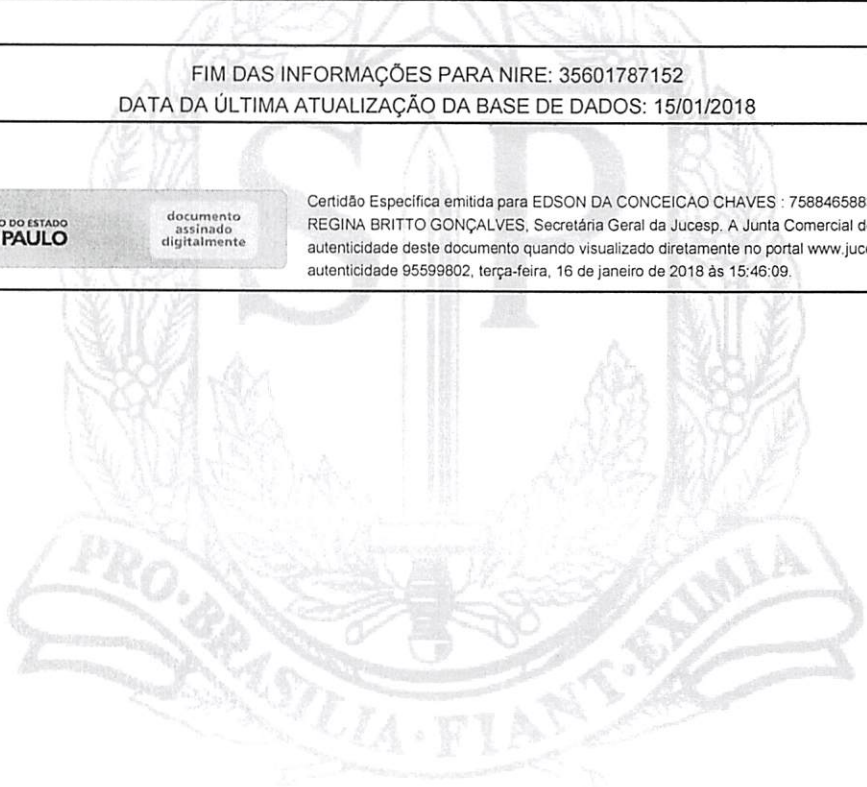 FIM DAS INFORMAÇÕES PARA NIRE: 35601787152
DATA DA ÚLTIMA ATUALIZAÇÃO DA BASE DE DADOS: 15/01/2018
DO ESTADO
PAULO
documento
assinado
digitalmente
Certidão Específica emitida para EDSON DA CONCEICAO CHAVES : 758846588
REGINA BRITTO GONÇALVES, Secretária Geral da Jucesp. A Junta Comercial d
autenticidade deste documento quando visualizado diretamente no portal www.juc
autenticidade 95599802, terça-feira, 16 de janeiro de 2018 às 15:46:09.
SP
PRO·BRASILIA·FIANT·EXIMIA